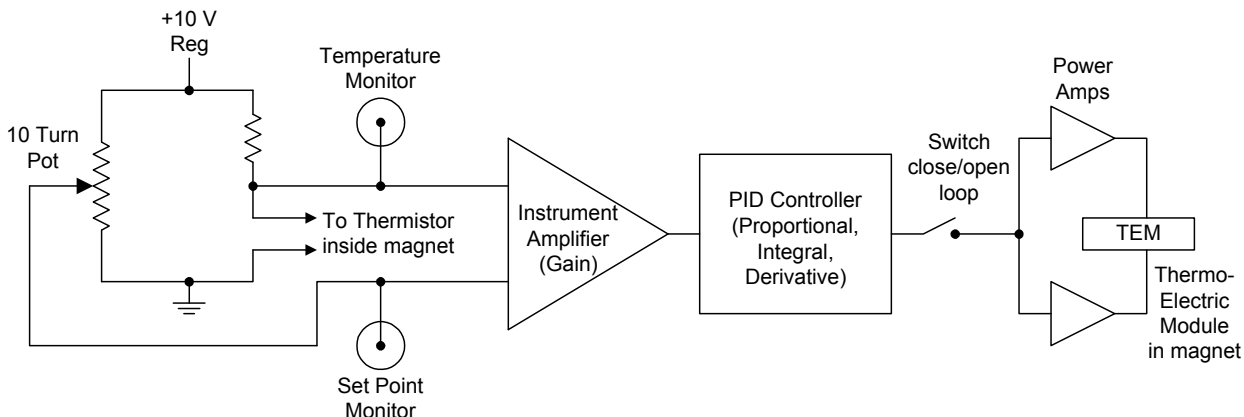 +10 V
Reg
10 Turn
Pot
Temperature
Monitor
To Thermistor
inside magnet
Set Point
Monitor
Instrument
Amplifier
(Gain)
PID Controller
(Proportional,
Integral,
Derivative)
Switch
close/open
loop
Power
Amps
TEM
Thermo-
Electric
Module
in magnet